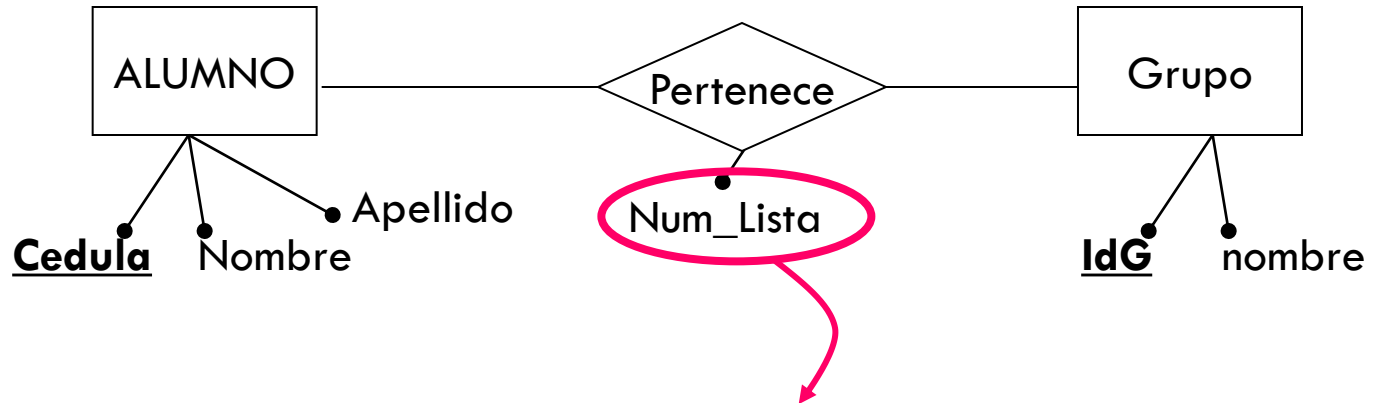 ALUMNO
Pertenece
Grupo
Apellido
Num_Lista
Cedula
Nombre
IdG
nombre